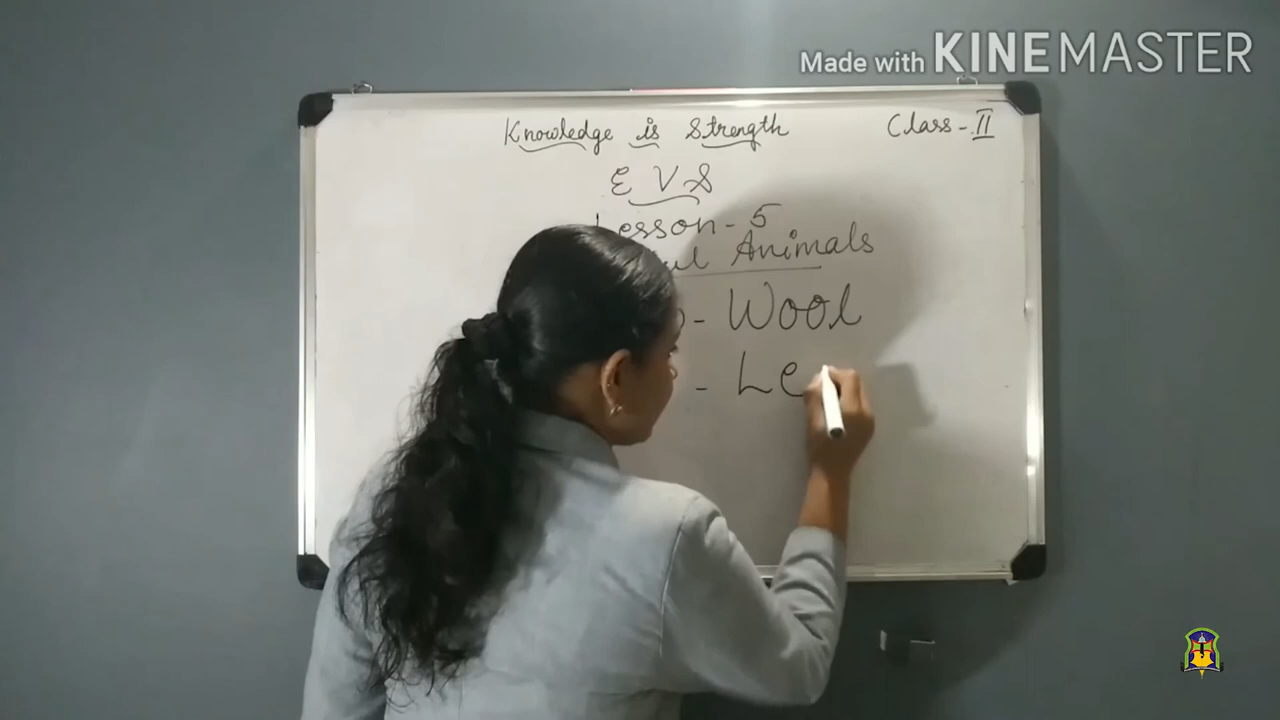 Made with KINEMASTER
Knowledge is Strength
Class - II
EVS
Lesson - 5
Animals
- Wool
- Le